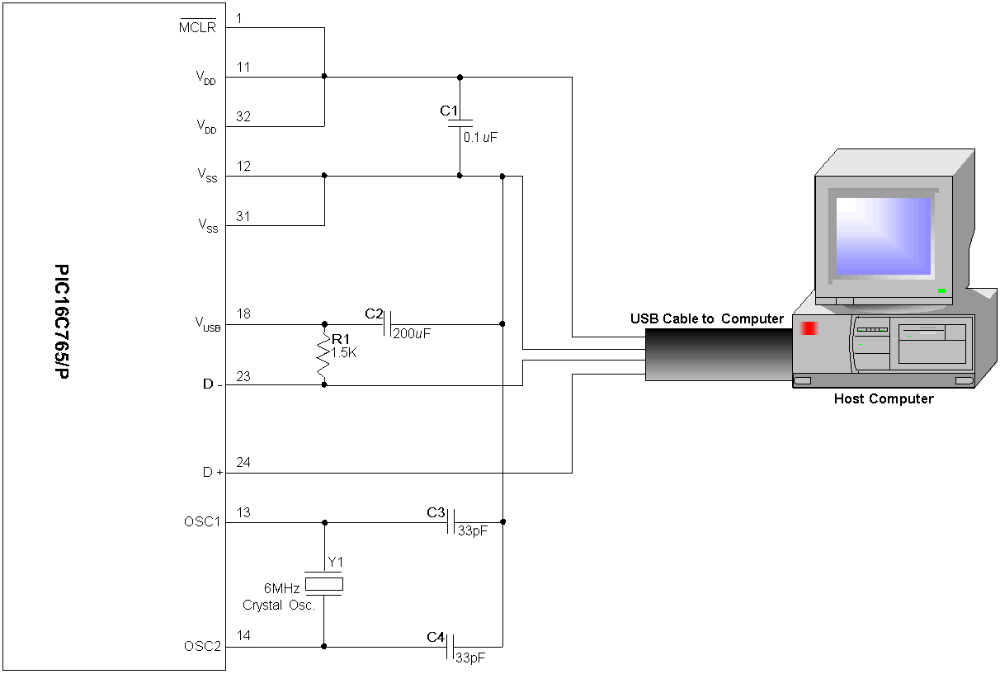 MCLR 1
VDD 11
VDD 32
C1
0.1 uF
VSS 12
VSS 31
PIC16C765/P
VUSB 18
C2
200uF
R1
1.5K
D - 23
USB Cable to Computer
Host Computer
D + 24
OSC1 13
C3
33pF
Y1
6MHz
Crystal Osc.
OSC2 14
C4
33pF